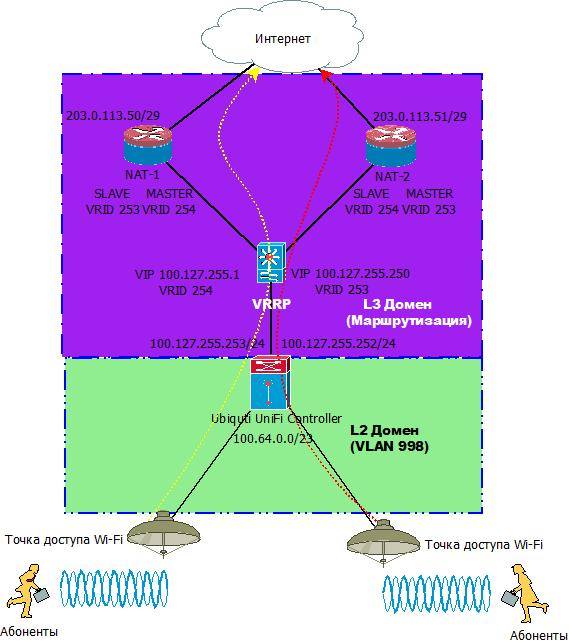 Интернет
203.0.113.50/29
203.0.113.51/29
NAT-1
NAT-2
SLAVE MASTER
VRID 253 VRID 254
SLAVE MASTER
VRID 254 VRID 253
VIP 100.127.255.1
VRID 254
VIP 100.127.255.250
VRID 253
VRRP
L3 Домен
(Маршрутизация)
100.127.255.253/24
100.127.255.252/24
Ubiquti UniFi Controller
100.64.0.0/23
L2 Домен
(VLAN 998)
Точка доступа Wi-Fi
Точка доступа Wi-Fi
Абоненты
Абоненты